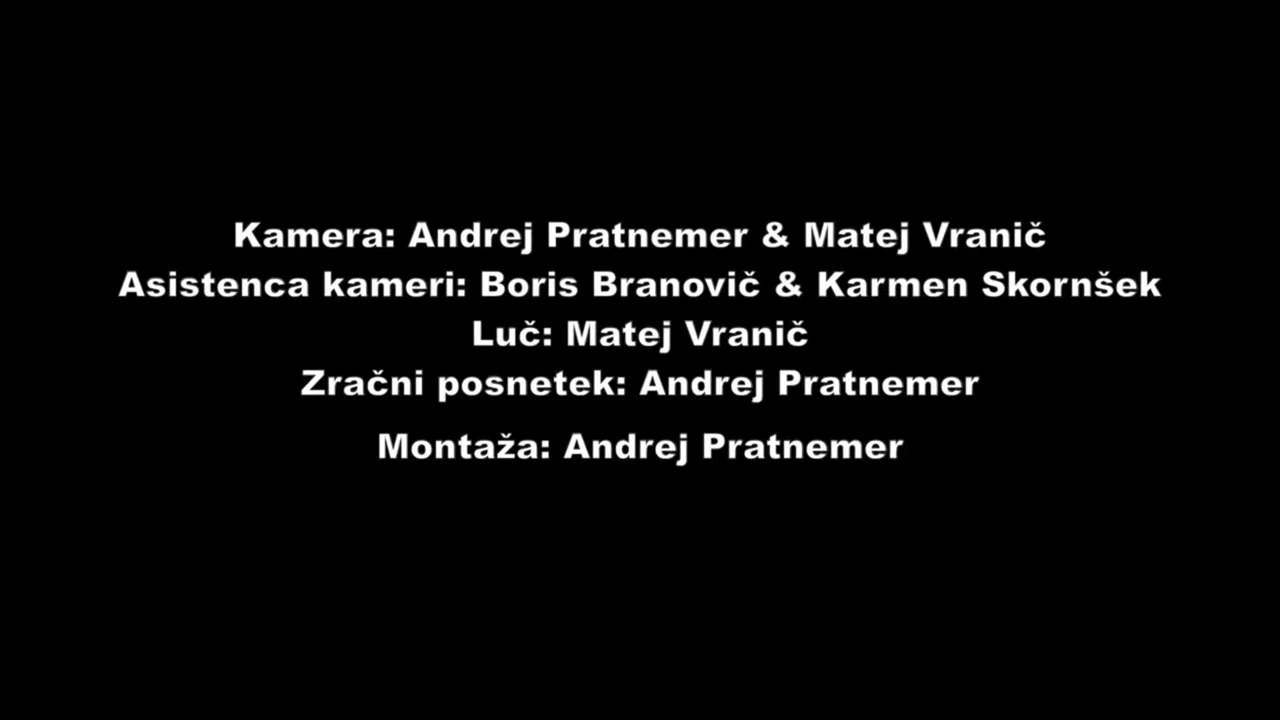 Kamera: Andrej Pratnemer & Matej Vranič
Asistenca kameri: Boris Branovič & Karmen Skornšek
Luč: Matej Vranič
Zračni posnetek: Andrej Pratnemer
Montaža: Andrej Pratnemer